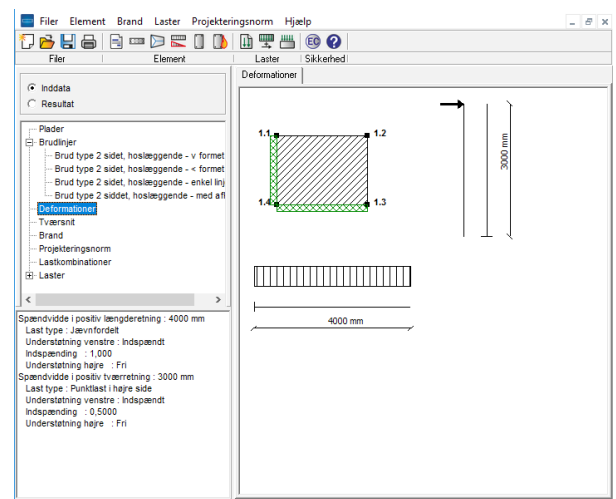 Filer Element Brand Laster Projekteringsnorm Hjælp
Filer Element Laster Sikkerhed
Inddata
Resultat
Deformationer
Plader
Brudlinjer
Brud type 2 sidet, hoslæggende - v formet
Brud type 2 sidet, hoslæggende - < formet
Brud type 2 sidet, hoslæggende - enkel linj
Brud type 2 siddet, hoslæggende - med afl
Deformationer
Tværsnit
Brand
Projekteringsnorm
Lastkombinationer
Laster
Spændvidde i positiv længderetning : 4000 mm
Last type : Jævnfordelt
Understøtning venstre : Indspændt
Indspænding : 1,000
Understøtning højre : Fri
Spændvidde i positiv tværretning : 3000 mm
Last type : Punktlast i højre side
Understøtning venstre : Indspændt
Indspænding : 0,5000
Understøtning højre : Fri
1.1 1.2
1.4 1.3
3000 mm
4000 mm